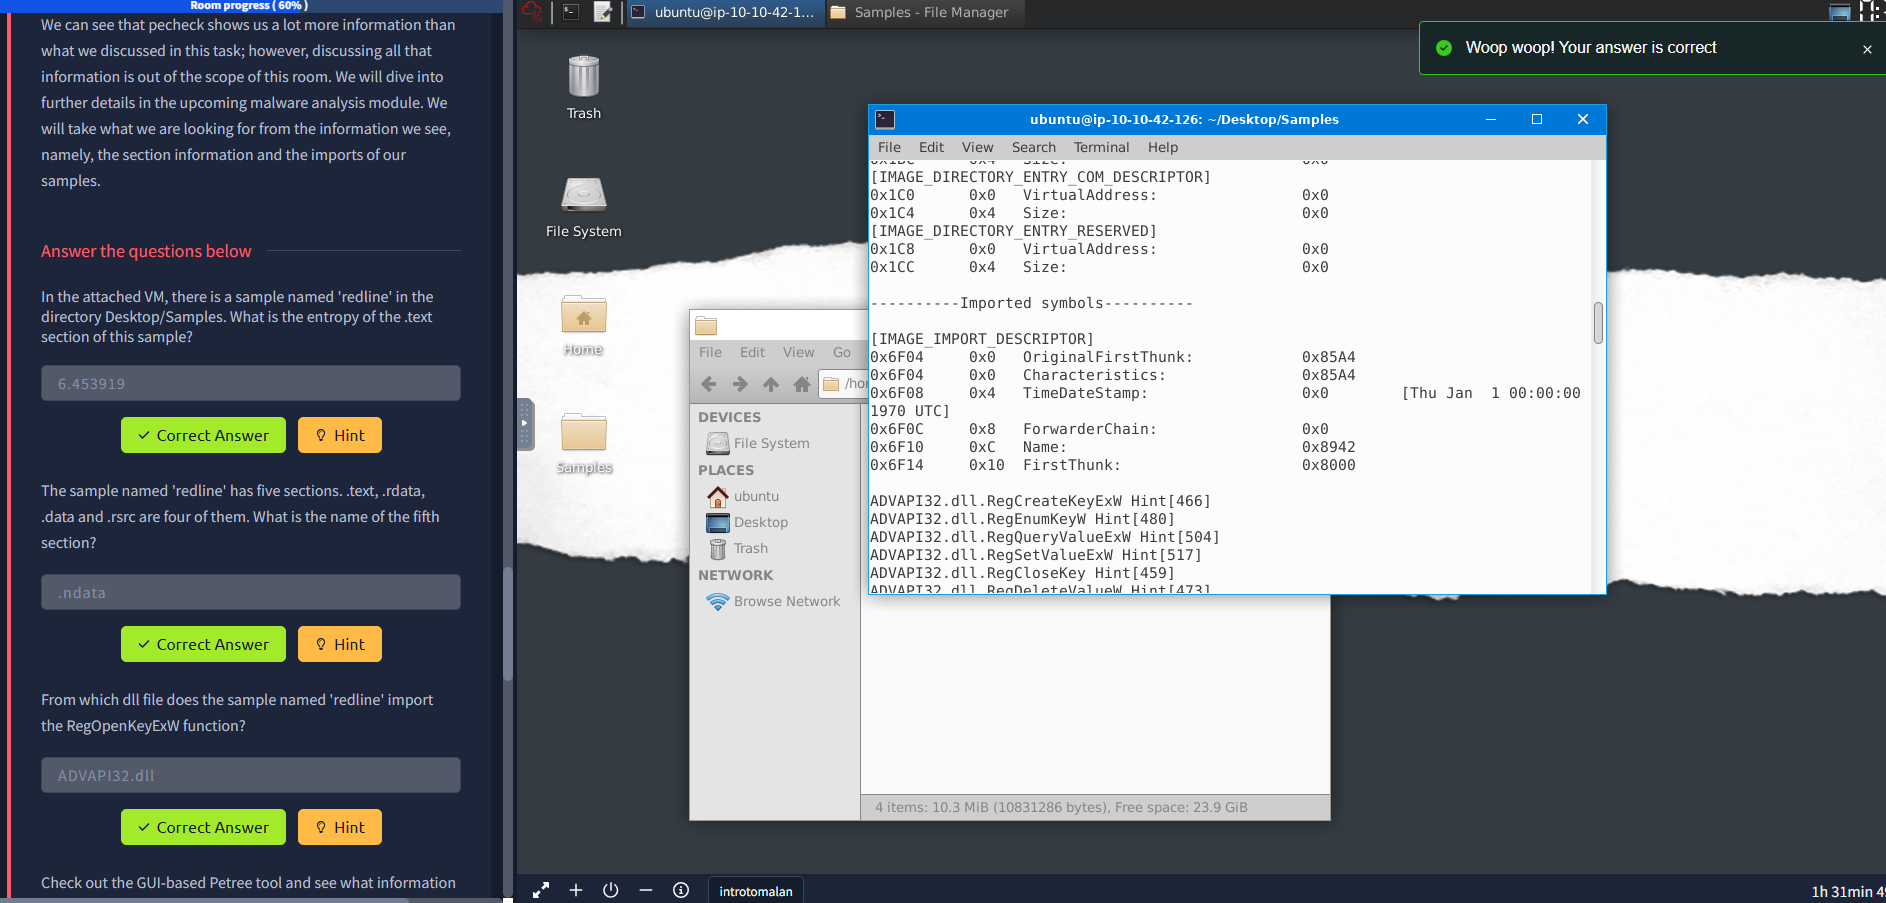 Room progress ( 60% )
We can see that pecheck shows us a lot more information than
what we discussed in this task; however, discussing all that
information is out of the scope of this room. We will dive into
further details in the upcoming malware analysis module. We
will take what we are looking for from the information we see,
namely, the section information and the imports of our
samples.
Answer the questions below
In the attached VM, there is a sample named 'redline' in the
directory Desktop/Samples. What is the entropy of the .text
section of this sample?
6.453919
Correct Answer
Hint
The sample named 'redline' has five sections. .text, .rdata,
.data and .rsrc are four of them. What is the name of the fifth
section?
.ndata
Correct Answer
Hint
From which dll file does the sample named 'redline' import
the RegOpenKeyExW function?
ADVAPI32.dll
Correct Answer
Hint
Check out the GUI-based Petree tool and see what information
ubuntu@ip-10-10-42-1...
Samples - File Manager
Woop woop! Your answer is correct
Trash
File System
Home
Samples
File Edit View Go
/ho
DEVICES
File System
PLACES
ubuntu
Desktop
Trash
NETWORK
Browse Network
4 items: 10.3 MiB (10831286 bytes), Free space: 23.9 GiB
ubuntu@ip-10-10-42-126: ~/Desktop/Samples
File Edit View Search Terminal Help
0x1BC 0x4 Size: 0x0
[IMAGE_DIRECTORY_ENTRY_COM_DESCRIPTOR]
0x1C0 0x0 VirtualAddress: 0x0
0x1C4 0x4 Size: 0x0
[IMAGE_DIRECTORY_ENTRY_RESERVED]
0x1C8 0x0 VirtualAddress: 0x0
0x1CC 0x4 Size: 0x0
----------Imported symbols----------
[IMAGE_IMPORT_DESCRIPTOR]
0x6F04 0x0 OriginalFirstThunk: 0x85A4
0x6F04 0x0 Characteristics: 0x85A4
0x6F08 0x4 TimeDateStamp: 0x0 [Thu Jan 1 00:00:00
1970 UTC]
0x6F0C 0x8 ForwarderChain: 0x0
0x6F10 0xC Name: 0x8942
0x6F14 0x10 FirstThunk: 0x8000
ADVAPI32.dll.RegCreateKeyExW Hint[466]
ADVAPI32.dll.RegEnumKeyW Hint[480]
ADVAPI32.dll.RegQueryValueExW Hint[504]
ADVAPI32.dll.RegSetValueExW Hint[517]
ADVAPI32.dll.RegCloseKey Hint[459]
ADVAPI32.dll.RegDeleteValueW Hint[473]
introtomalan
1h 31min 4